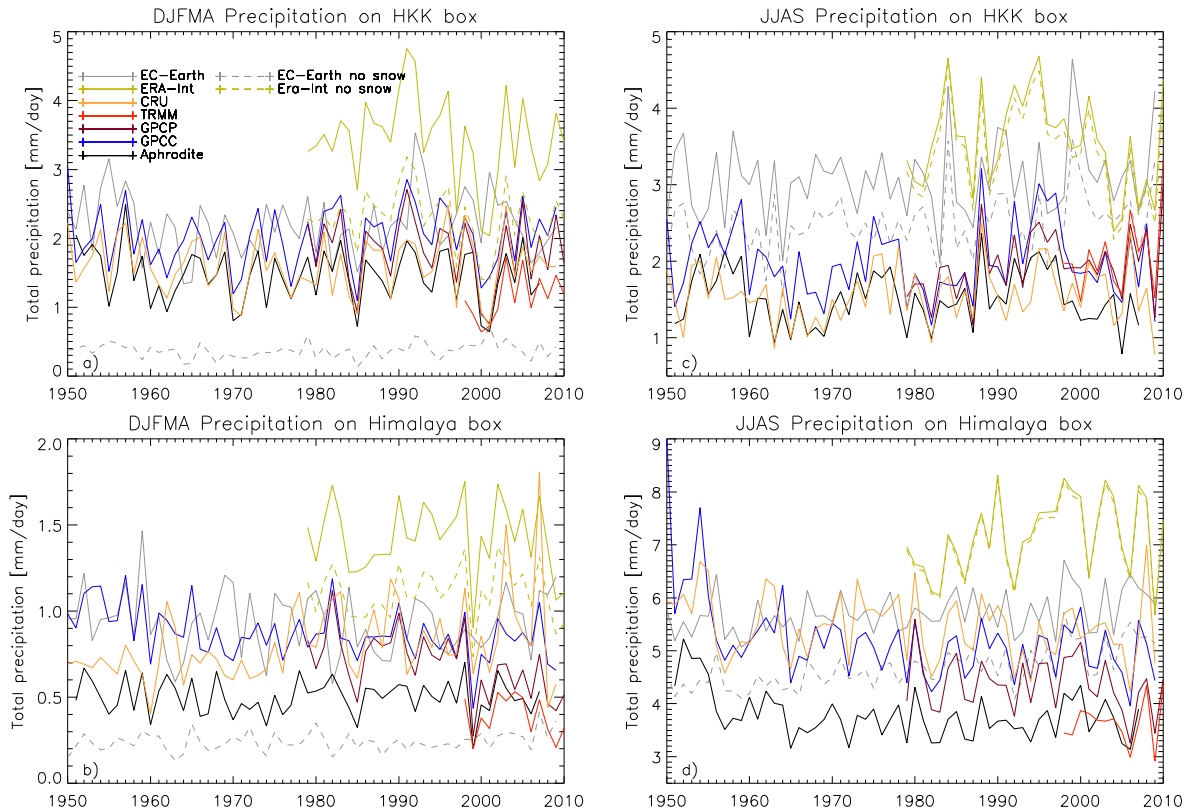 DJFMA Precipitation on HKK box
Total precipitation [mm/day]
5
4
3
2
1
0
EC-Earth
ERA-Int
CRU
TRMM
GPCP
GPCC
Aphrodite
EC-Earth no snow
Era-Int no snow
a)
1950 1960 1970 1980 1990 2000 2010
JJAS Precipitation on HKK box
Total precipitation [mm/day]
5
4
3
2
1
c)
1950 1960 1970 1980 1990 2000 2010
DJFMA Precipitation on Himalaya box
Total precipitation [mm/day]
2.0
1.5
1.0
0.5
0.0
b)
1950 1960 1970 1980 1990 2000 2010
JJAS Precipitation on Himalaya box
Total precipitation [mm/day]
9
8
7
6
5
4
3
d)
1950 1960 1970 1980 1990 2000 2010